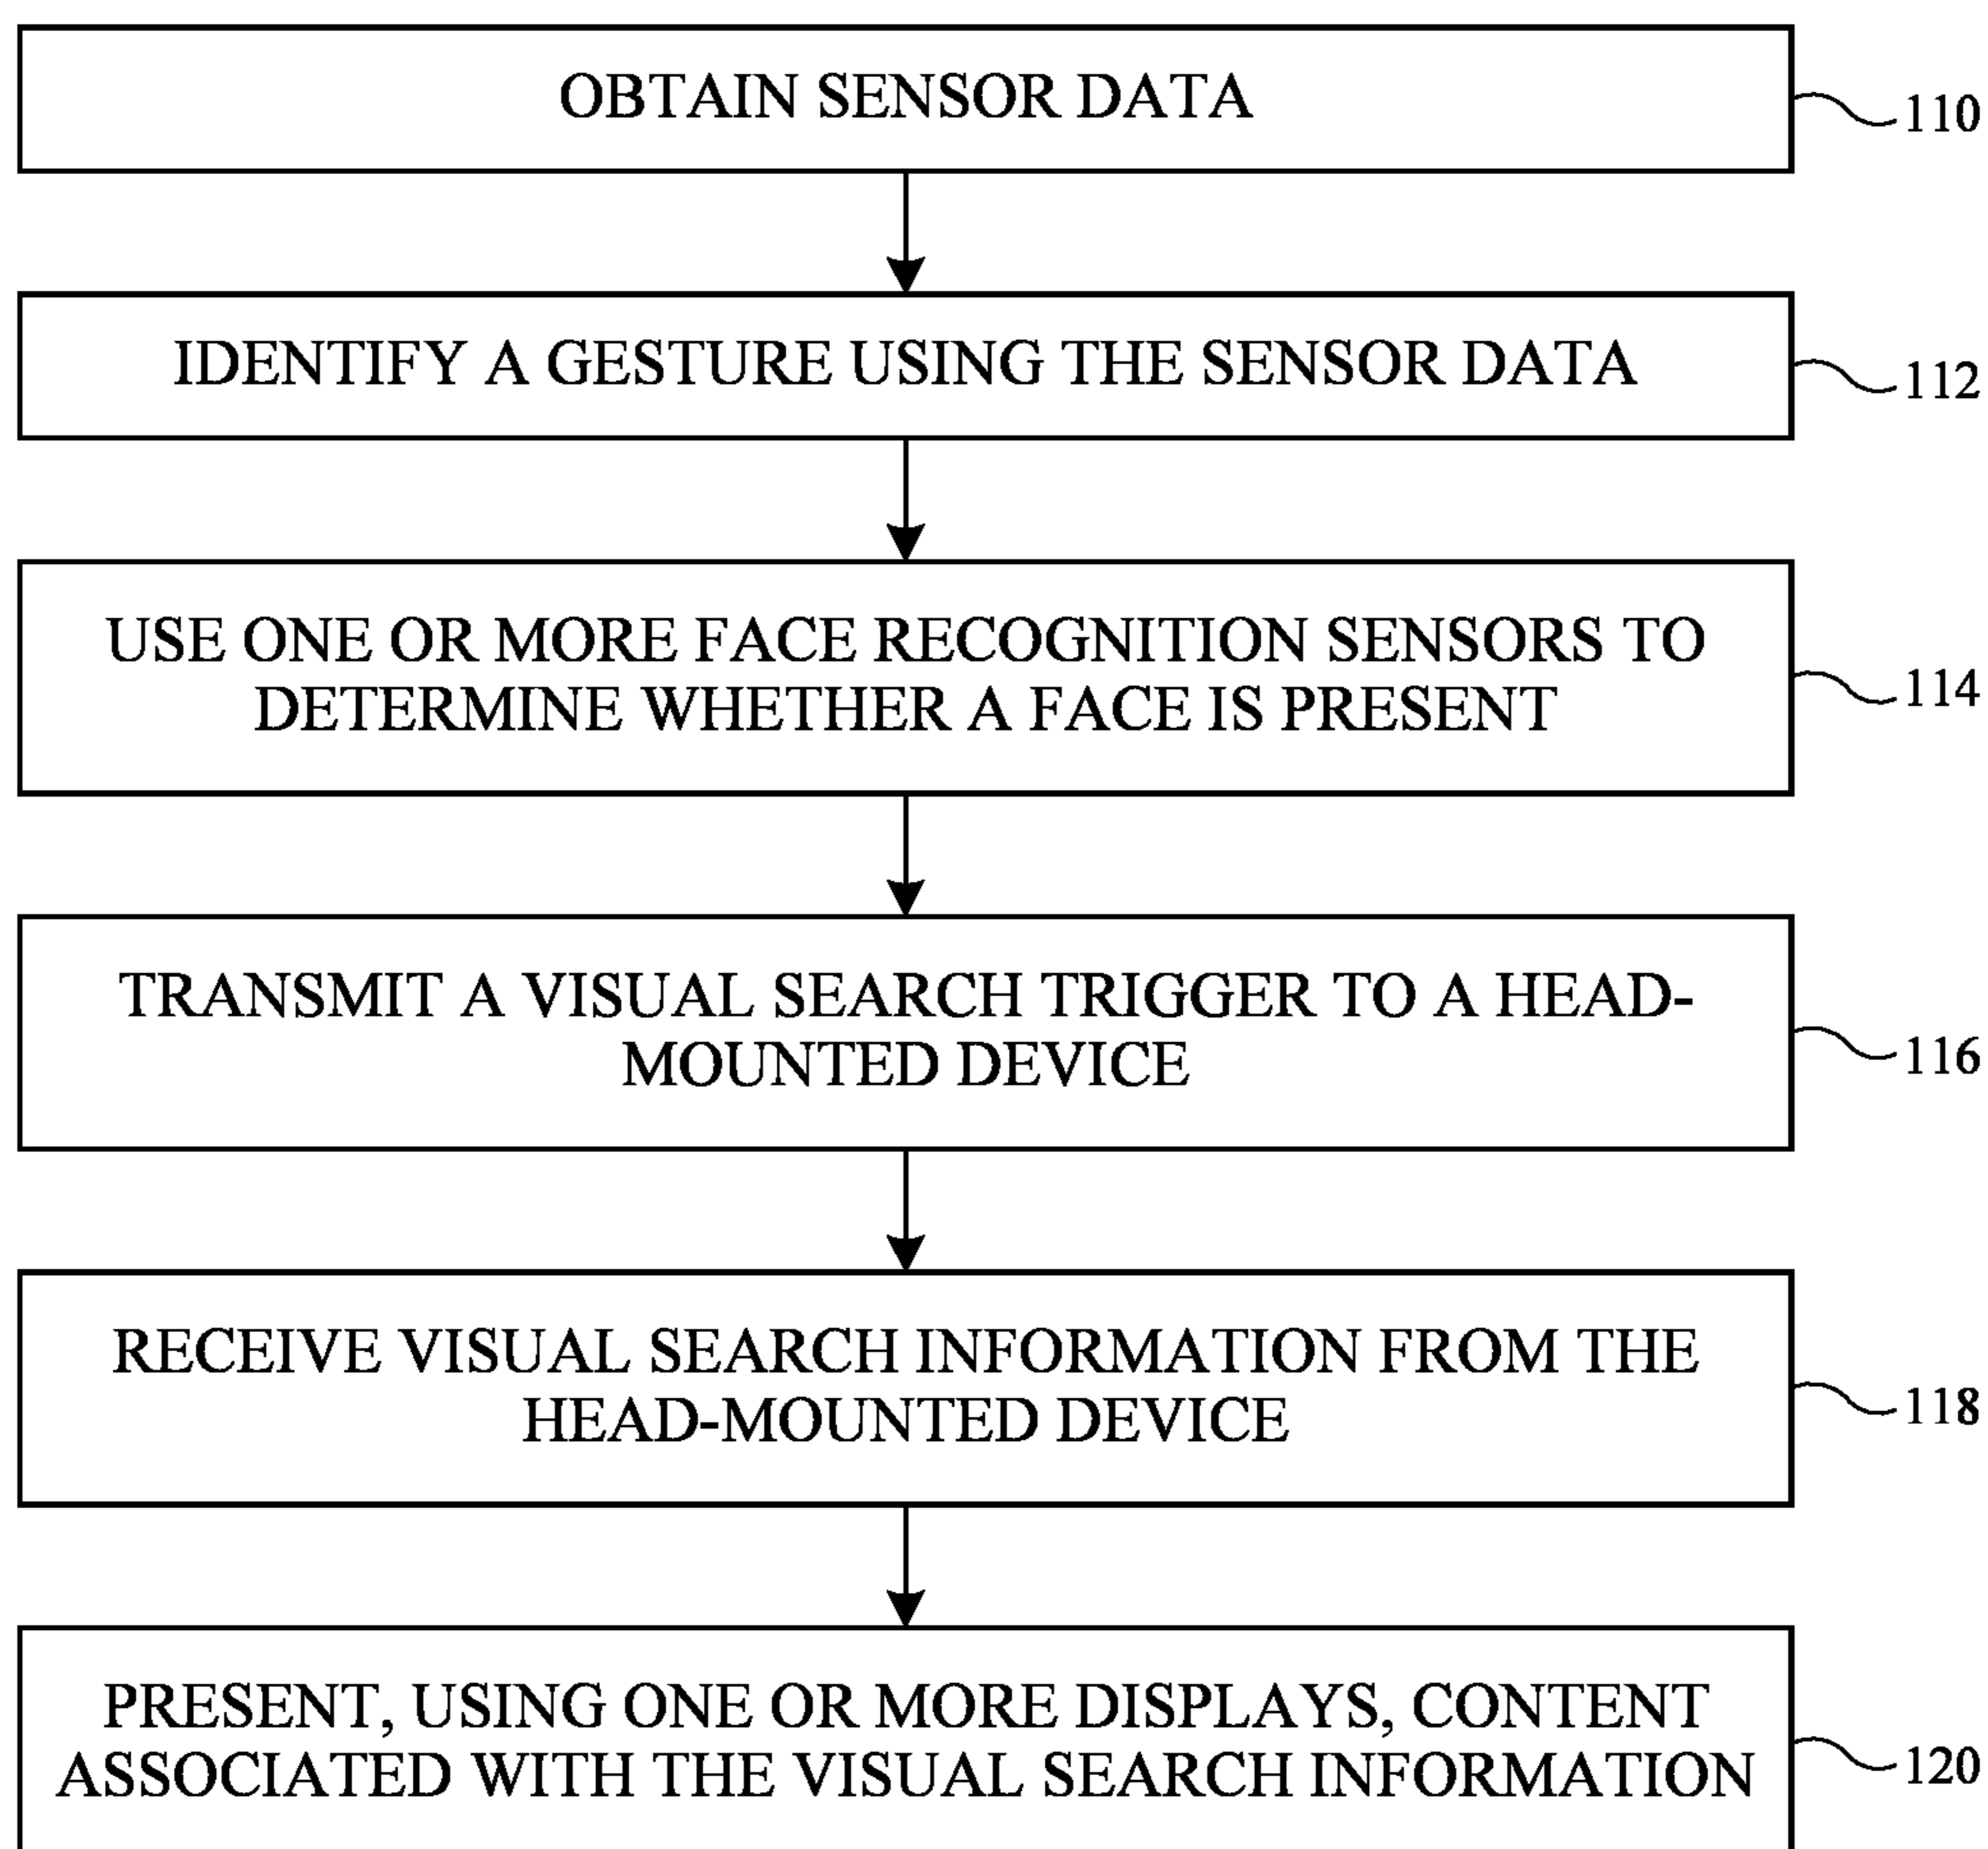 OBTAIN SENSOR DATA
110
IDENTIFY A GESTURE USING THE SENSOR DATA
112
USE ONE OR MORE FACE RECOGNITION SENSORS TO
DETERMINE WHETHER A FACE IS PRESENT
114
TRANSMIT A VISUAL SEARCH TRIGGER TO A HEAD-
MOUNTED DEVICE
116
RECEIVE VISUAL SEARCH INFORMATION FROM THE
HEAD-MOUNTED DEVICE
118
PRESENT, USING ONE OR MORE DISPLAYS, CONTENT
ASSOCIATED WITH THE VISUAL SEARCH INFORMATION
120